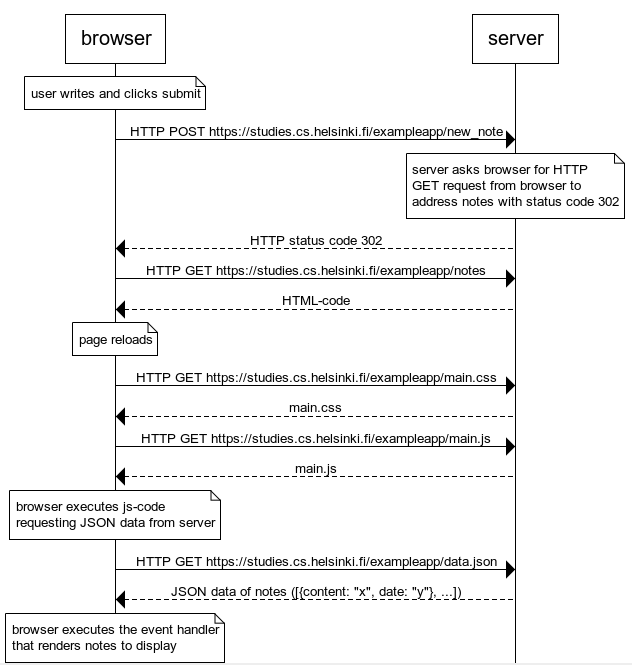 browser
server
user writes and clicks submit
HTTP POST https://studies.cs.helsinki.fi/exampleapp/new_note
server asks browser for HTTP
GET request from browser to
address notes with status code 302
HTTP status code 302
HTTP GET https://studies.cs.helsinki.fi/exampleapp/notes
HTML-code
page reloads
HTTP GET https://studies.cs.helsinki.fi/exampleapp/main.css
main.css
HTTP GET https://studies.cs.helsinki.fi/exampleapp/main.js
main.js
browser executes js-code
requesting JSON data from server
HTTP GET https://studies.cs.helsinki.fi/exampleapp/data.json
JSON data of notes ([{content: "x", date: "y"}, ...])
browser executes the event handler
that renders notes to display